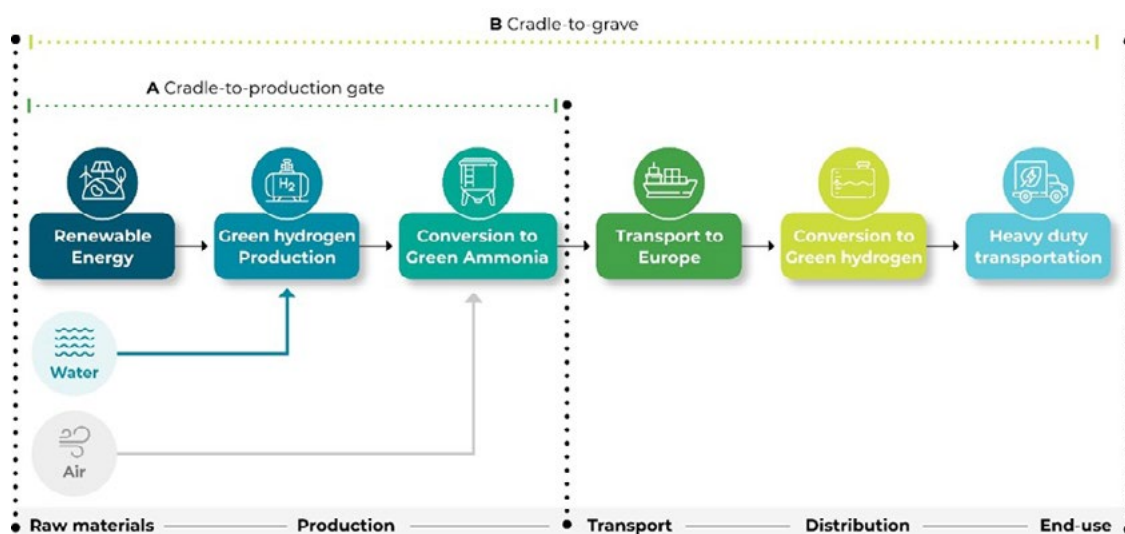 B Cradle-to-grave
A Cradle-to-production gate
H2
Renewable
Energy
Green hydrogen
Production
Conversion to
Green Ammonia
Transport to
Europe
Conversion to
Green hydrogen
Heavy duty
transportation
Water
Air
Raw materials
Production
Transport
Distribution
End-use